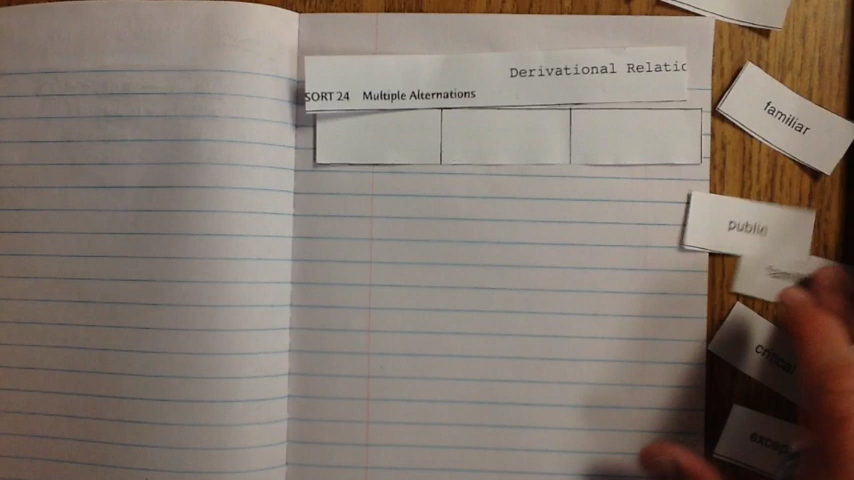 Derivational Relatio
SORT 24 Multiple Alternations
familiar
public
critical